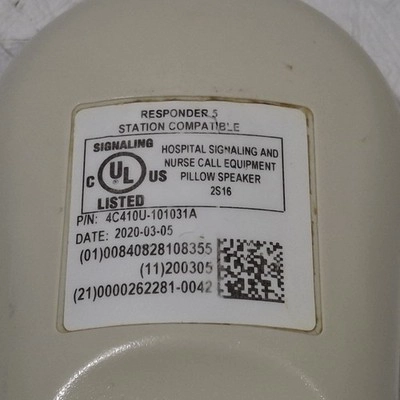 RESPONDER 5
STATION COMPATIBLE
SIGNALING
C UL US
LISTED
HOSPITAL SIGNALING AND
NURSE CALL EQUIPMENT
PILLOW SPEAKER
2S16
P/N: 4C410U-101031A
DATE: 2020-03-05
(01)00840828108355
(11)200305
(21)0000262281-0042